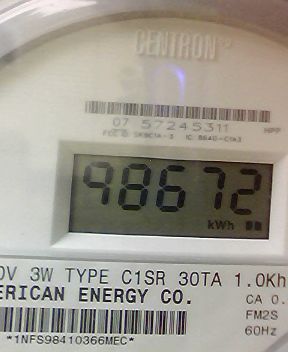 CENTRON
07 57245311 HPP
98672
kWh
0V 3W TYPE C1SR 30TA 1.0Kh
ERICAN ENERGY CO. CA 0.
FM2S
60Hz
*1NFS98410366MEC*